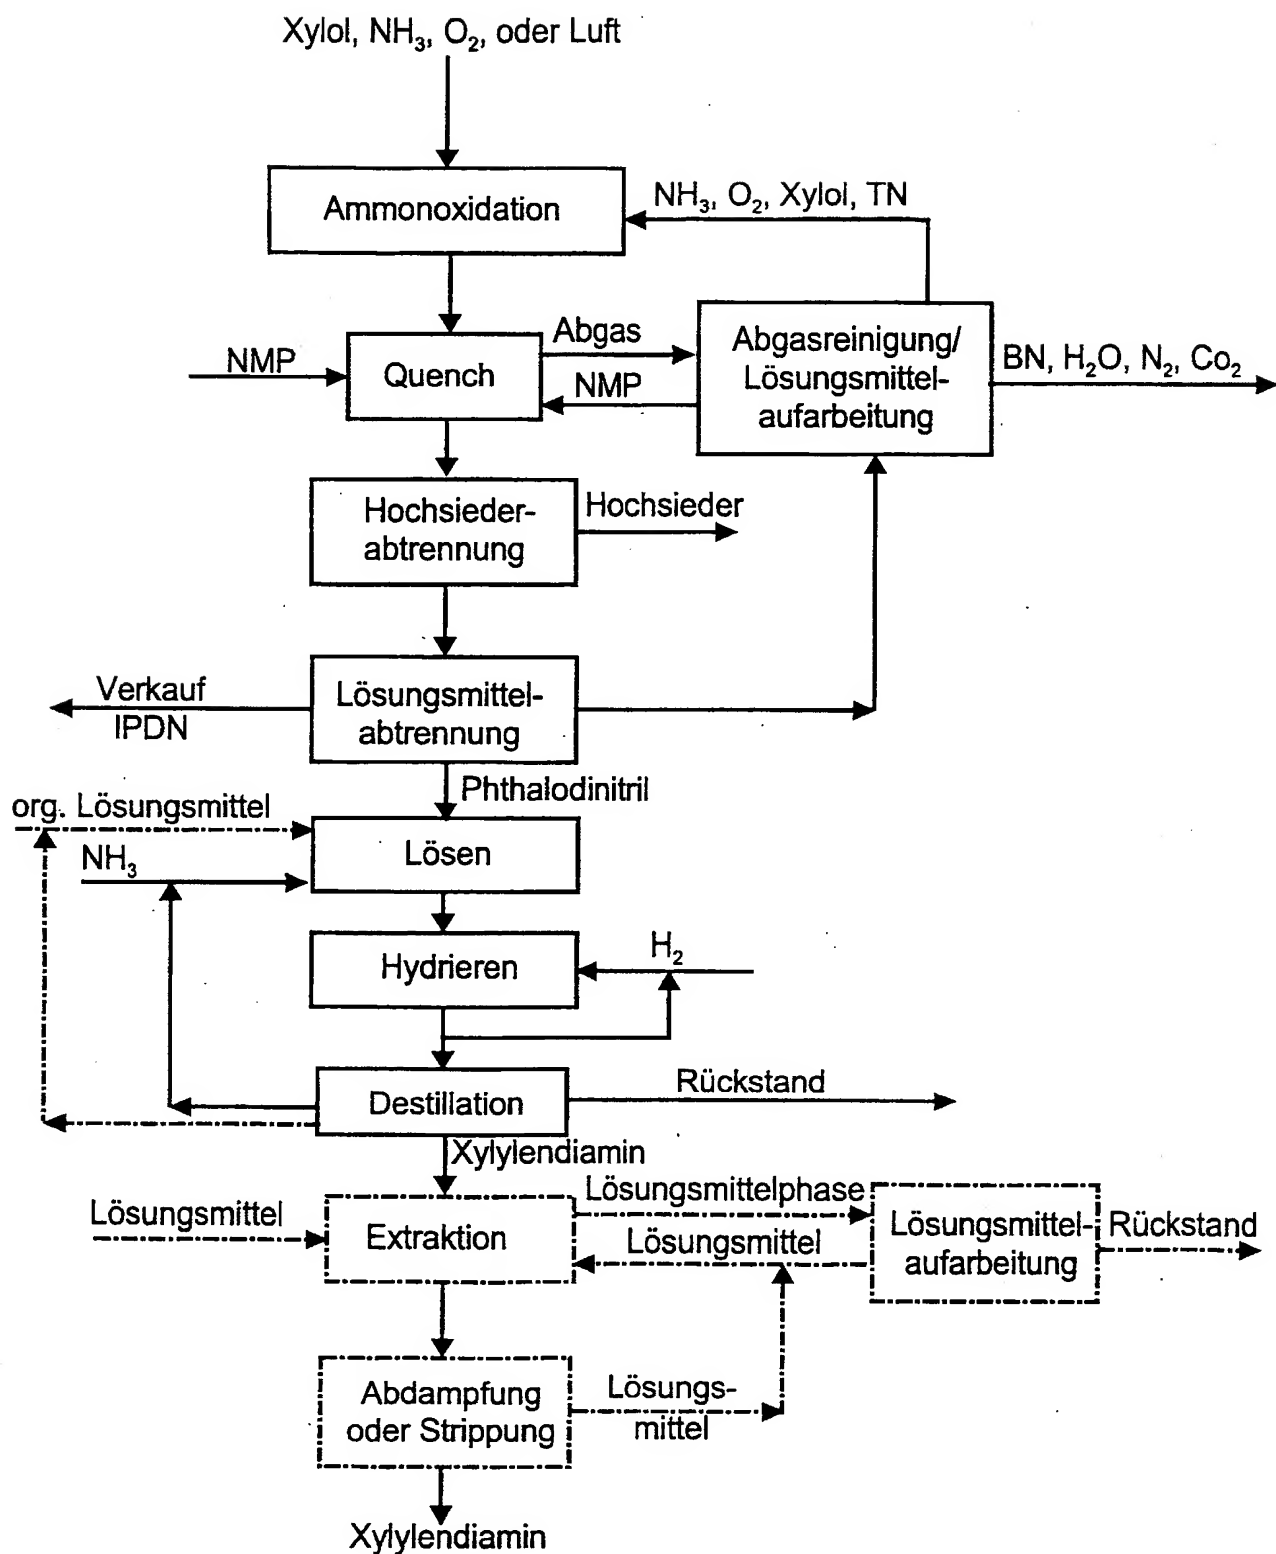 Xylol, NH₃, O₂, oder Luft
Ammonoxidation
NH₃, O₂, Xylol, TN
Abgas
Abgasreinigung/
Lösungsmittel-
aufarbeitung
BN, H₂O, N₂, Co₂
NMP
Quench
NMP
Hochsieder-
abtrennung
Hochsieder
Verkauf
IPDN
Lösungsmittel-
abtrennung
Phthalodinitril
org. Lösungsmittel
Lösen
NH₃
Hydrieren
H₂
Destillation
Rückstand
Xylylendiamin
Lösungsmittel
Extraktion
Lösungsmittelphase
Lösungsmittel
Lösungsmittel-
aufarbeitung
Rückstand
Abdampfung
oder Strippung
Lösungs-
mittel
Xylylendiamin